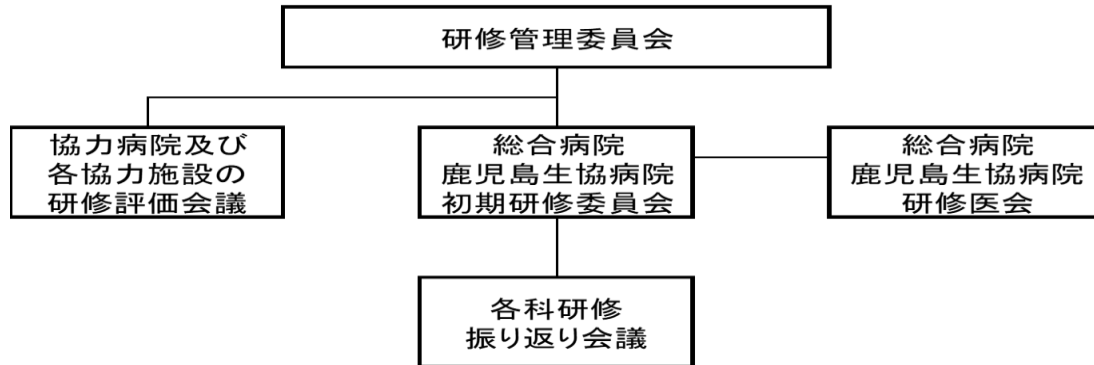 研修管理委員会
協力病院及び
各協力施設の
研修評価会議
総合病院
鹿児島生協病院
初期研修委員会
総合病院
鹿児島生協病院
研修医会
各科研修
振り返り会議